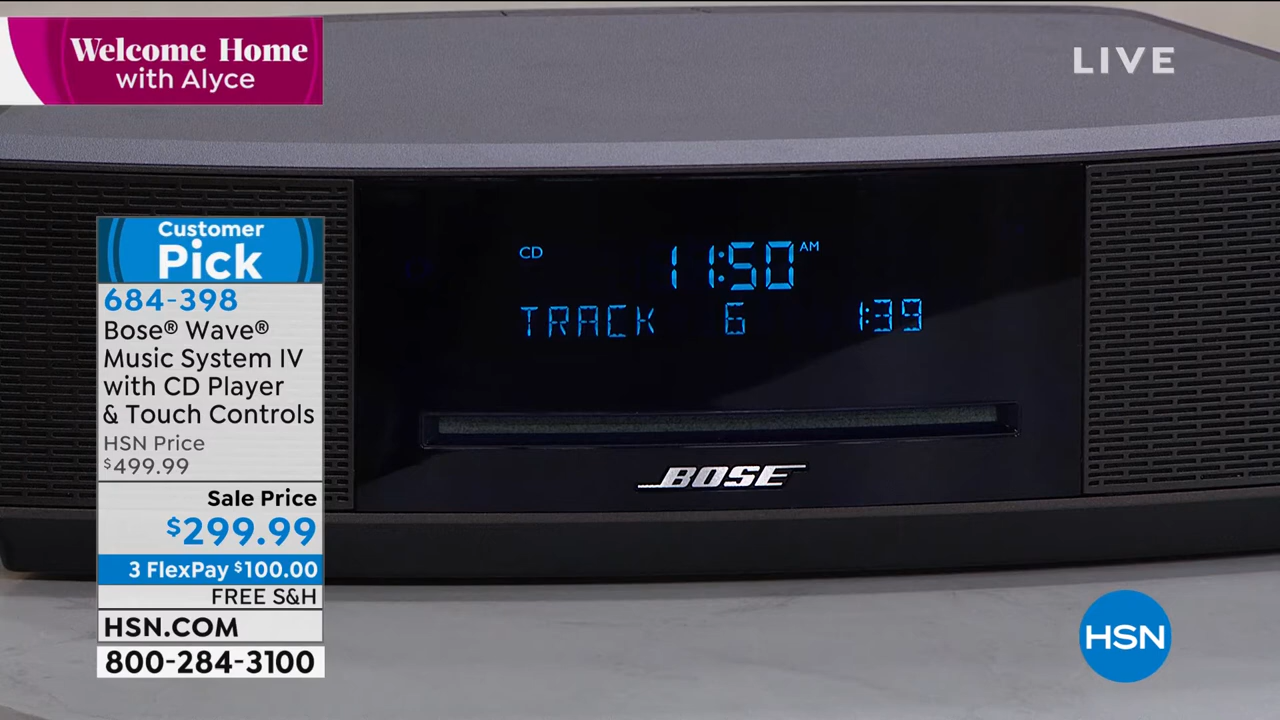 Welcome Home
with Alyce
LIVE
Customer
Pick
684-398
Bose® Wave®
Music System IV
with CD Player
& Touch Controls
HSN Price
$499.99
Sale Price
$299.99
3 FlexPay $100.00
FREE S&H
HSN.COM
800-284-3100
CD 11:50 AM
TRACK 6 1:39
BOSE
HSN